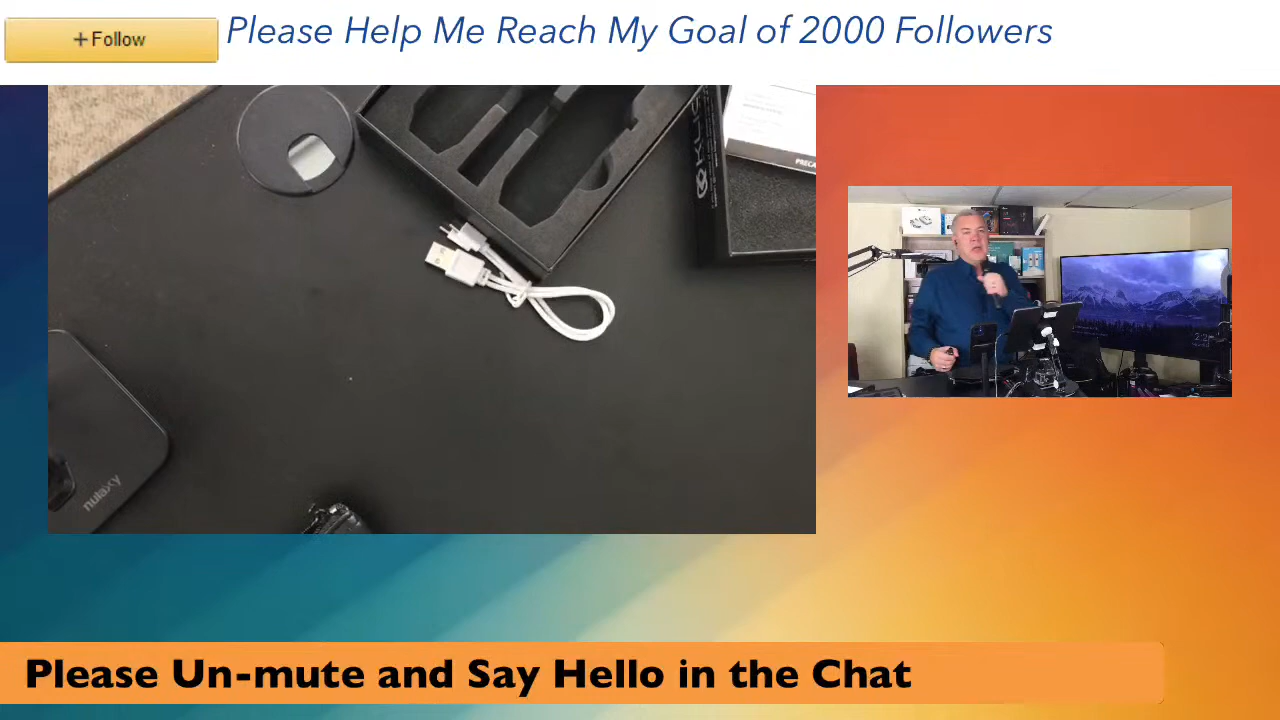 +Follow
Please Help Me Reach My Goal of 2000 Followers
PRECA
nulaxy
Please Un-mute and Say Hello in the Chat